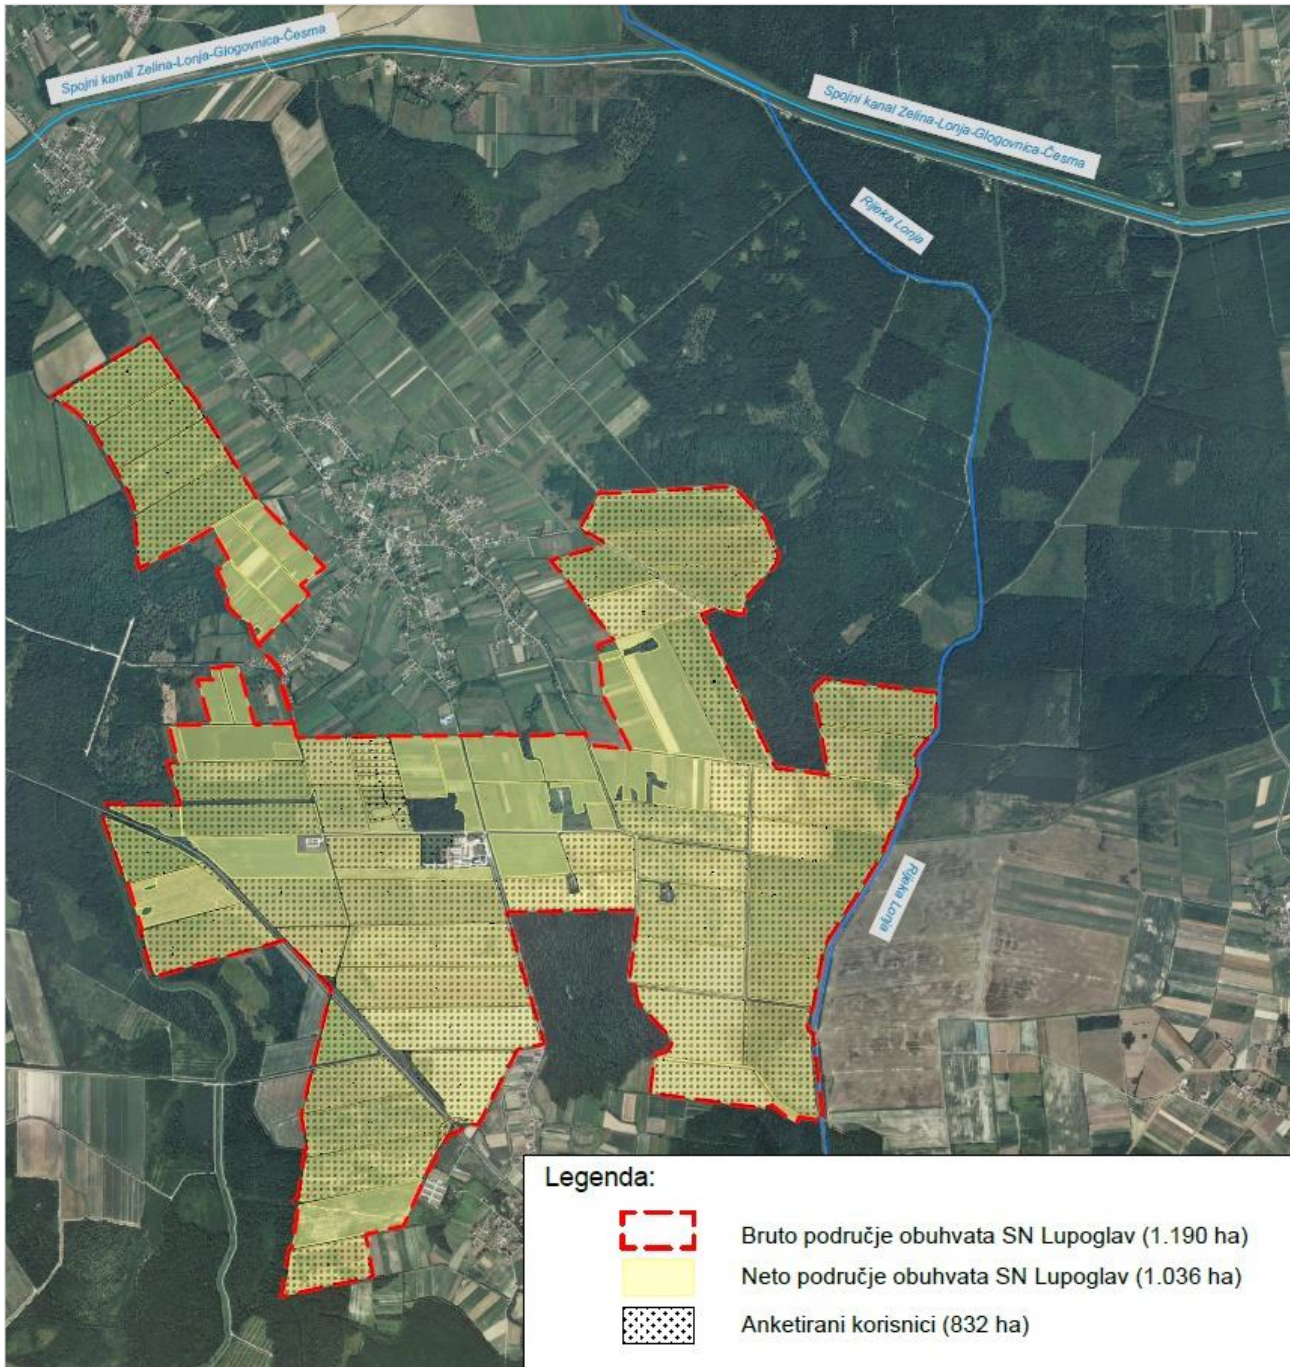 Spojni kanal Zelina-Lonja-Glogovnica-Česma
Spojni kanal Zelina-Lonja-Glogovnica-Česma
Rijeka Lonja
Rijeka Lonja
Legenda:
Bruto područje obuhvata SN Lupoglav (1.190 ha)
Neto područje obuhvata SN Lupoglav (1.036 ha)
Anketirani korisnici (832 ha)